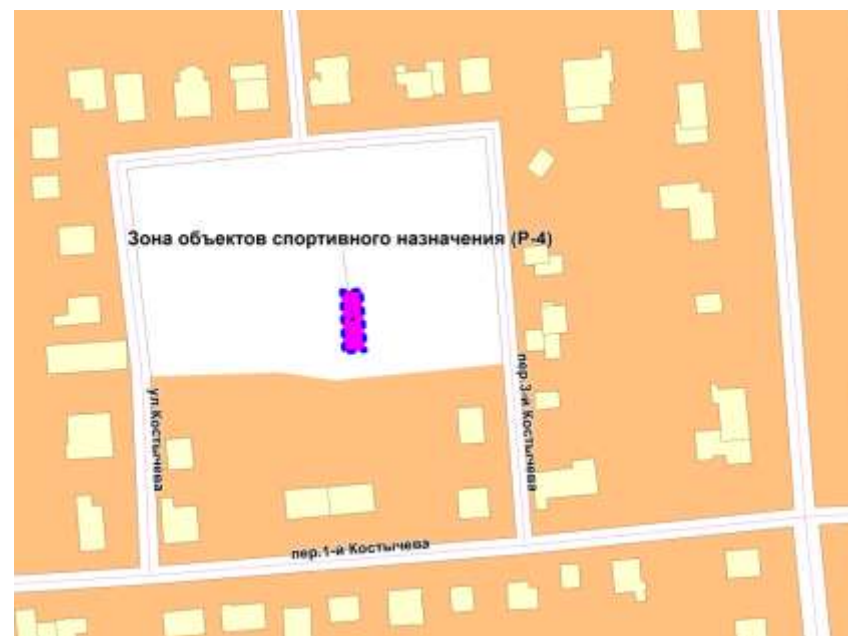 Зона объектов спортивного назначения (Р-4)
ул.Костычева
пер.3-й Костычева
пер.1-й Костычева